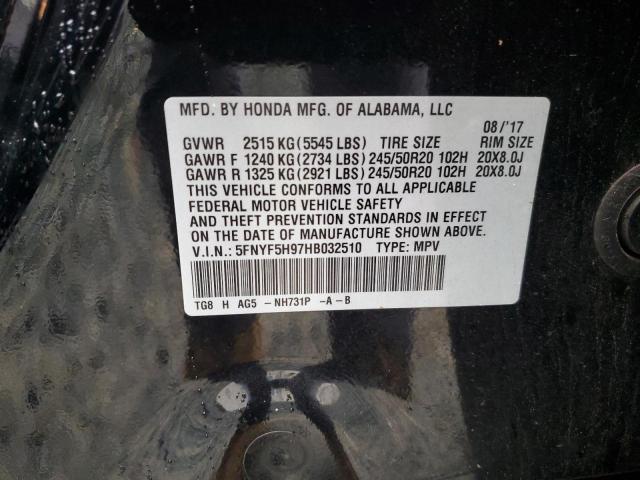 MFD. BY HONDA MFG. OF ALABAMA, LLC
08/'17
GVWR 2515 KG(5545 LBS) TIRE SIZE RIM SIZE
GAWR F 1240 KG(2734 LBS) 245/50R20 102H 20X8.0J
GAWR R 1325 KG(2921 LBS) 245/50R20 102H 20X8.0J
THIS VEHICLE CONFORMS TO ALL APPLICABLE
FEDERAL MOTOR VEHICLE SAFETY
AND THEFT PREVENTION STANDARDS IN EFFECT
ON THE DATE OF MANUFACTURE SHOWN ABOVE.
V.I.N.: 5FNYF5H97HB032510 TYPE: MPV
TG8 H AG5 -NH731P -A-B